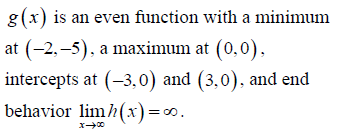 g(x) is an even function with a minimum
at (−2,−5), a maximum at (0,0),
intercepts at (−3,0) and (3,0), and end
behavior lim h(x)=∞.
x→∞